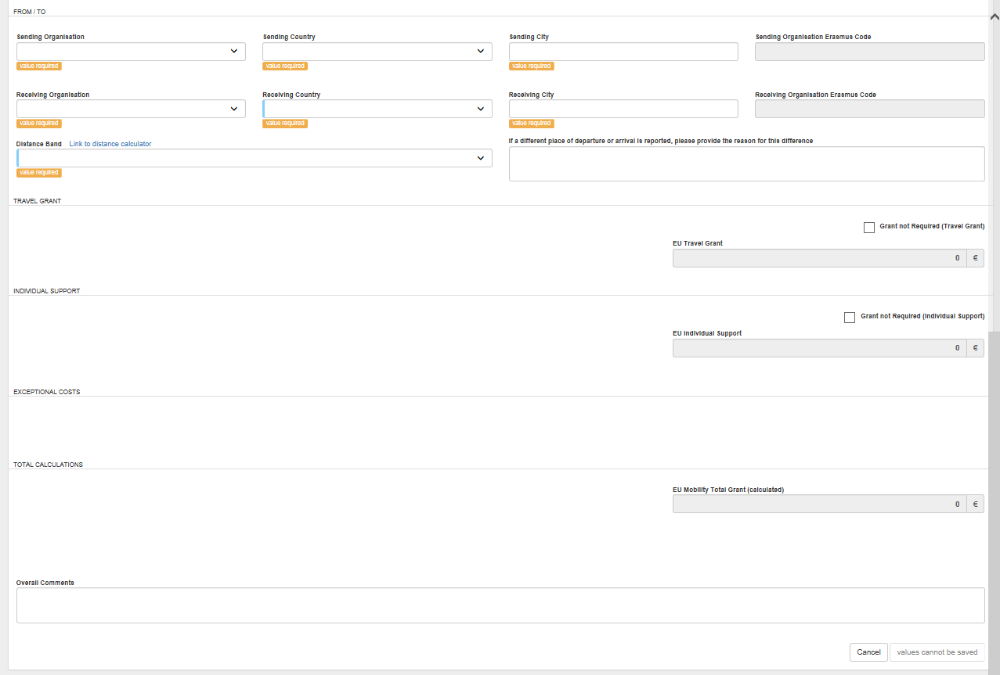 FROM / TO
Sending Organisation
Sending Country
Sending City
Sending Organisation Erasmus Code
value required
value required
value required
Receiving Organisation
Receiving Country
Receiving City
Receiving Organisation Erasmus Code
value required
value required
value required
Distance Band Link to distance calculator
If a different place of departure or arrival is reported, please provide the reason for this difference
value required
TRAVEL GRANT
Grant not Required (Travel Grant)
EU Travel Grant
0 €
INDIVIDUAL SUPPORT
Grant not Required (Individual Support)
EU Individual Support
0 €
EXCEPTIONAL COSTS
TOTAL CALCULATIONS
EU Mobility Total Grant (calculated)
0 €
Overall Comments
Cancel
values cannot be saved